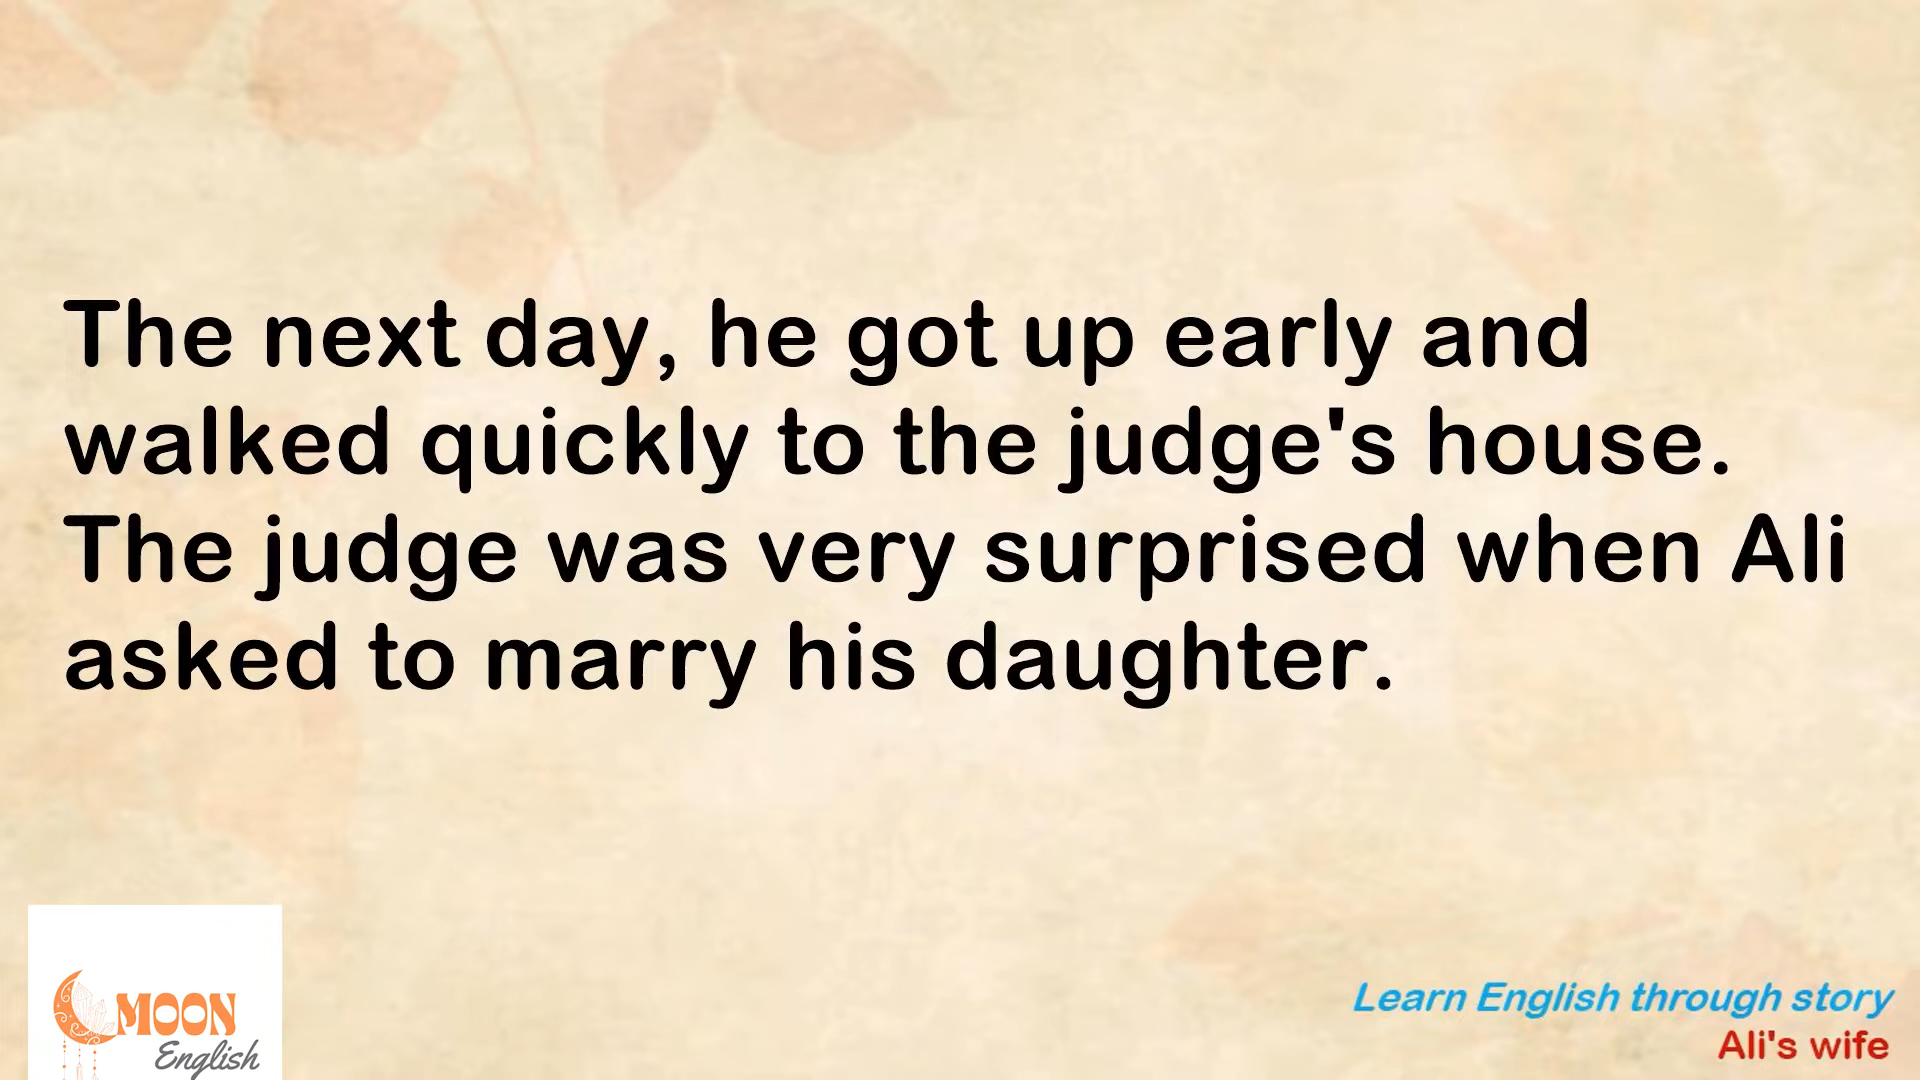 The next day, he got up early and
walked quickly to the judge's house.
The judge was very surprised when Ali
asked to marry his daughter.
MOON
English
Learn English through story
Ali's wife